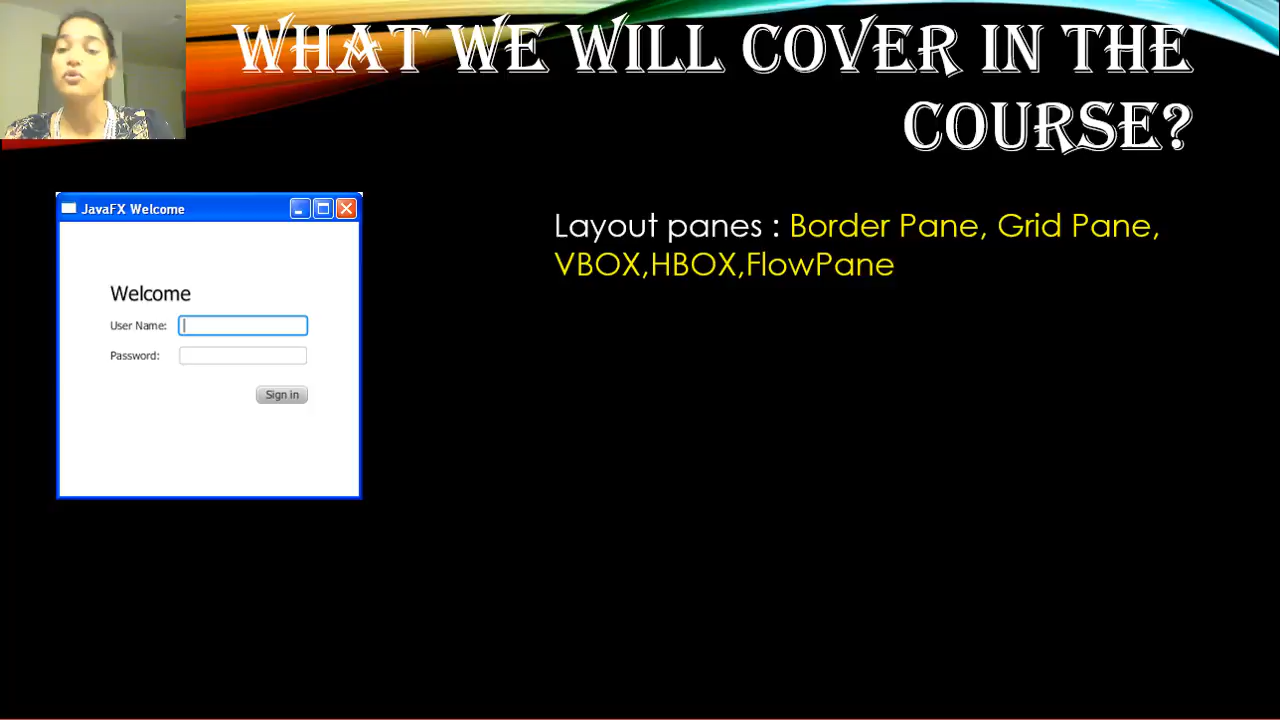 WHAT WE WILL COVER IN THE
COURSE?
JavaFX Welcome
Welcome
User Name:
Password:
Sign in
Layout panes : Border Pane, Grid Pane,
VBOX,HBOX,FlowPane